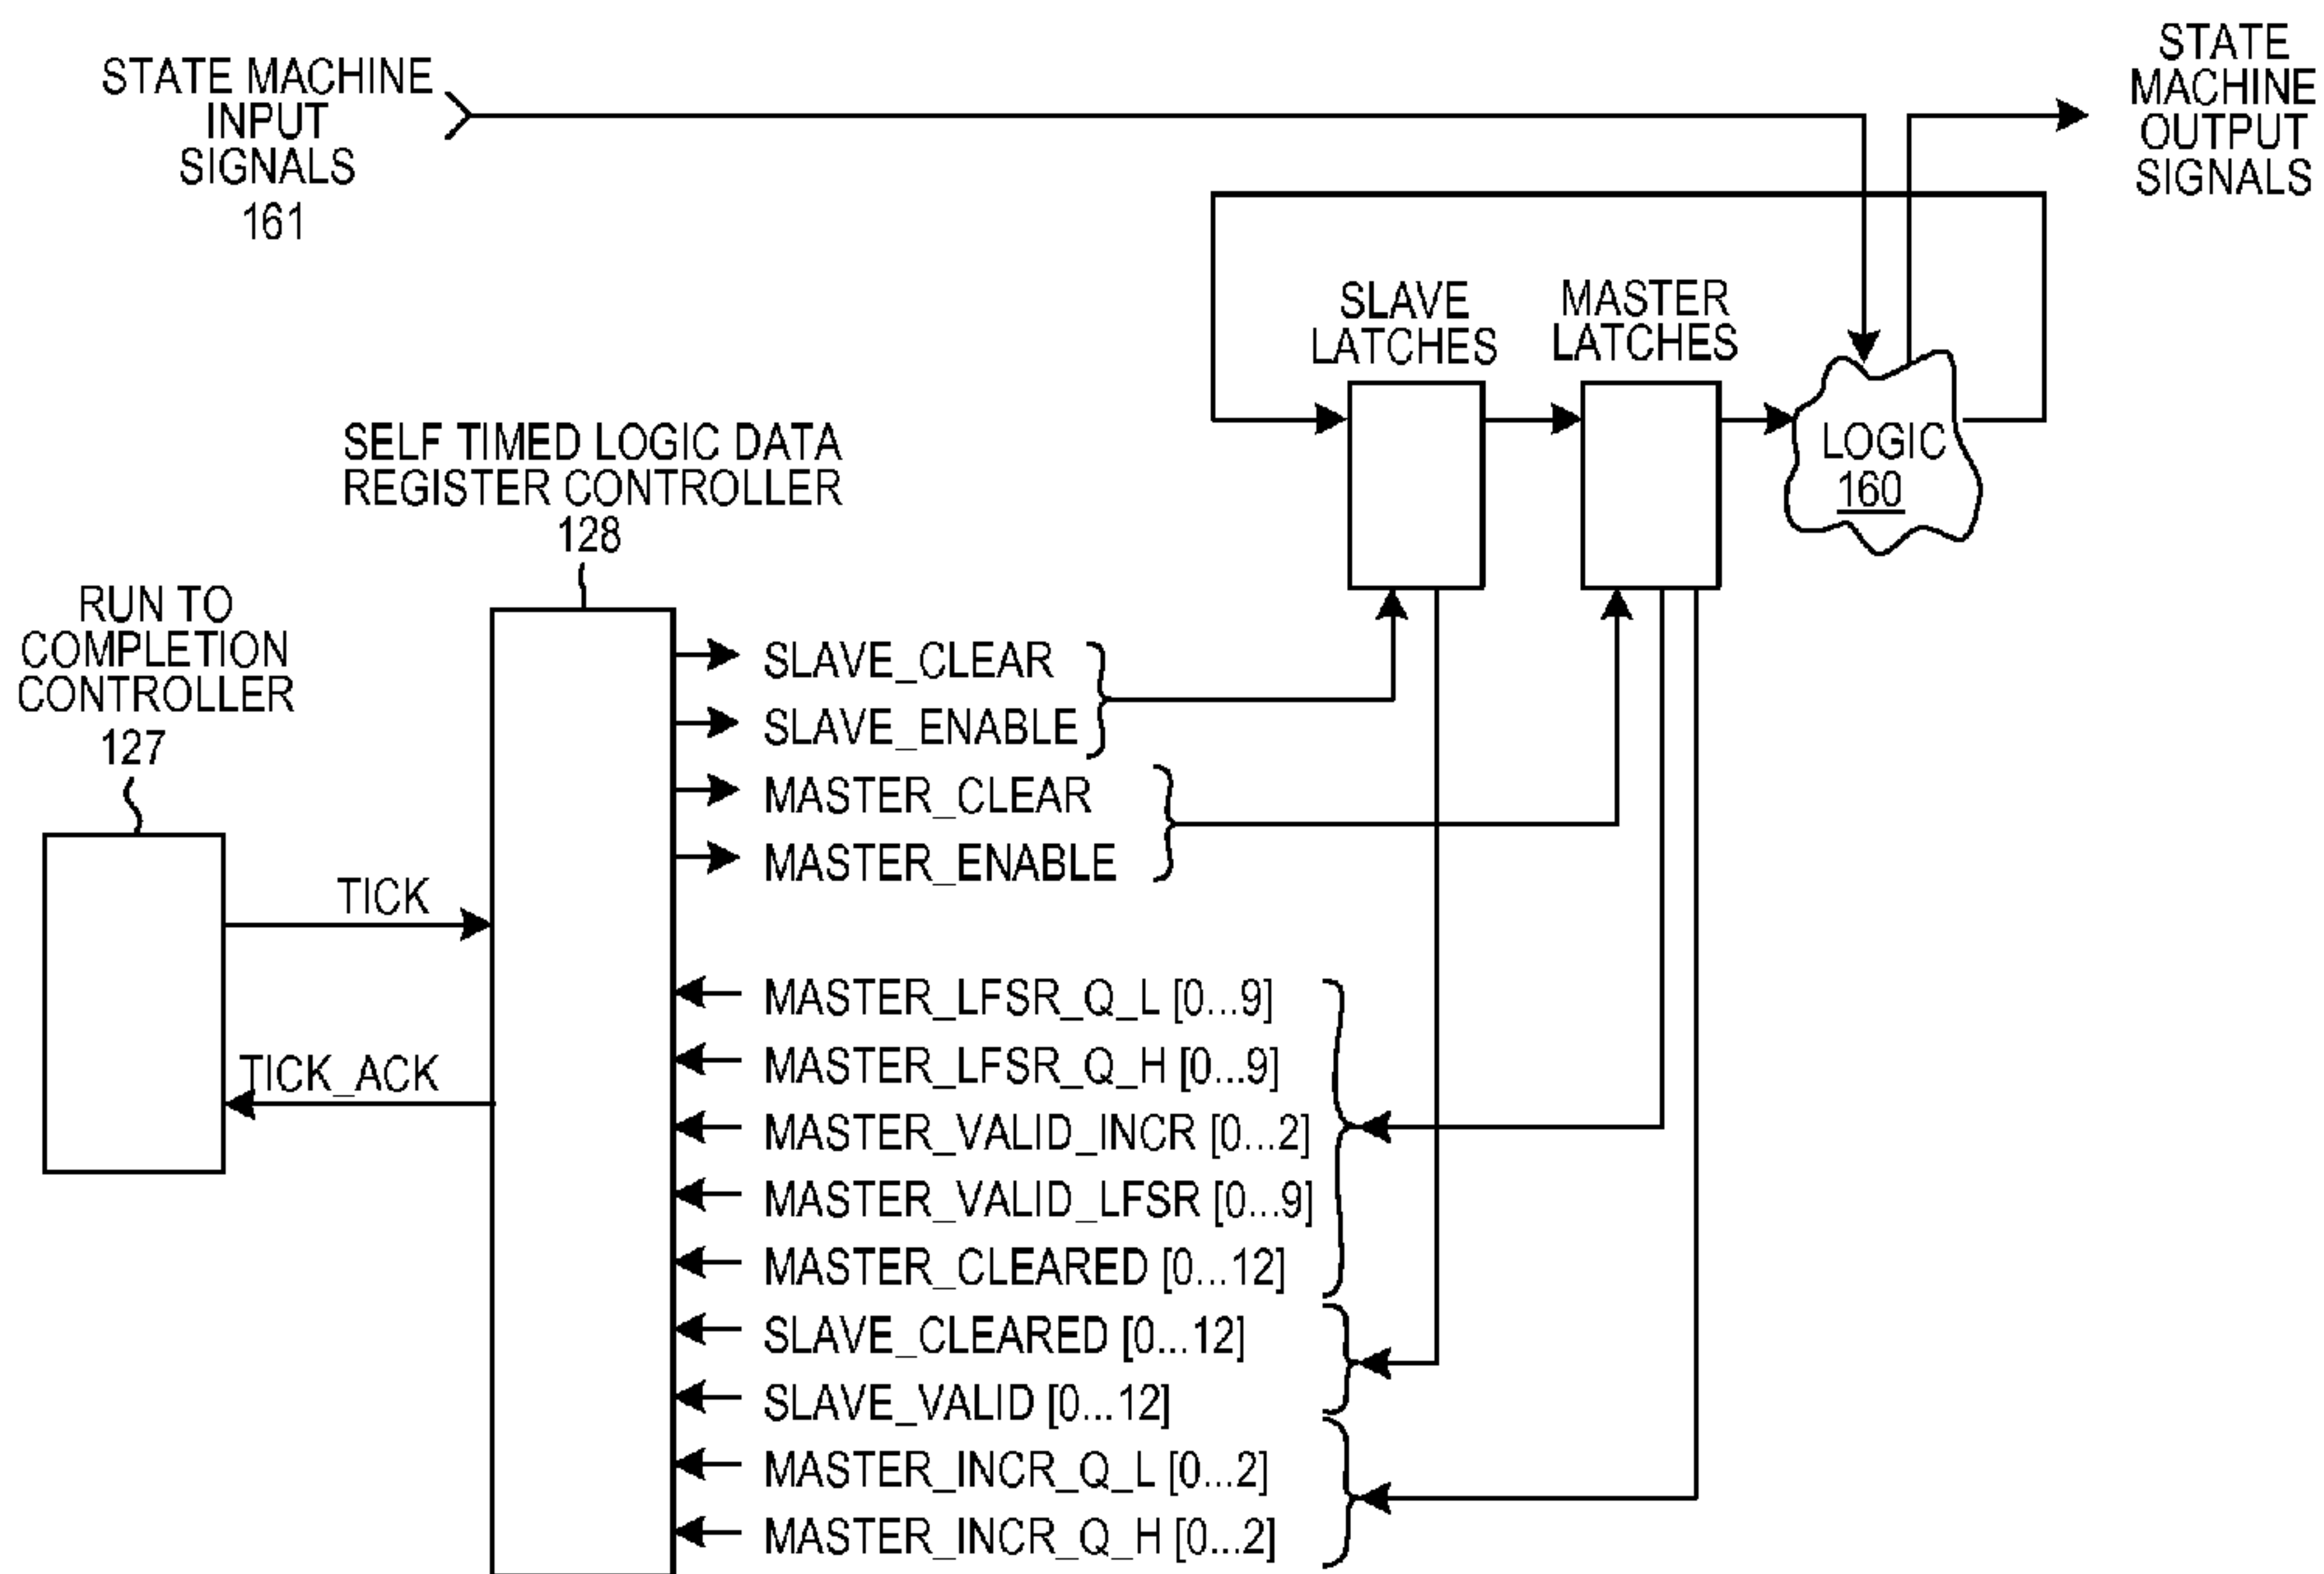 STATE MACHINE
INPUT
SIGNALS
161
STATE
MACHINE
OUTPUT
SIGNALS
SLAVE
LATCHES
MASTER
LATCHES
LOGIC
160
SELF TIMED LOGIC DATA
REGISTER CONTROLLER
128
RUN TO
COMPLETION
CONTROLLER
127
TICK
TICK_ACK
SLAVE_CLEAR
SLAVE_ENABLE
MASTER_CLEAR
MASTER_ENABLE
MASTER_LFSR_Q_L [0...9]
MASTER_LFSR_Q_H [0...9]
MASTER_VALID_INCR [0...2]
MASTER_VALID_LFSR [0...9]
MASTER_CLEARED [0...12]
SLAVE_CLEARED [0...12]
SLAVE_VALID [0...12]
MASTER_INCR_Q_L [0...2]
MASTER_INCR_Q_H [0...2]